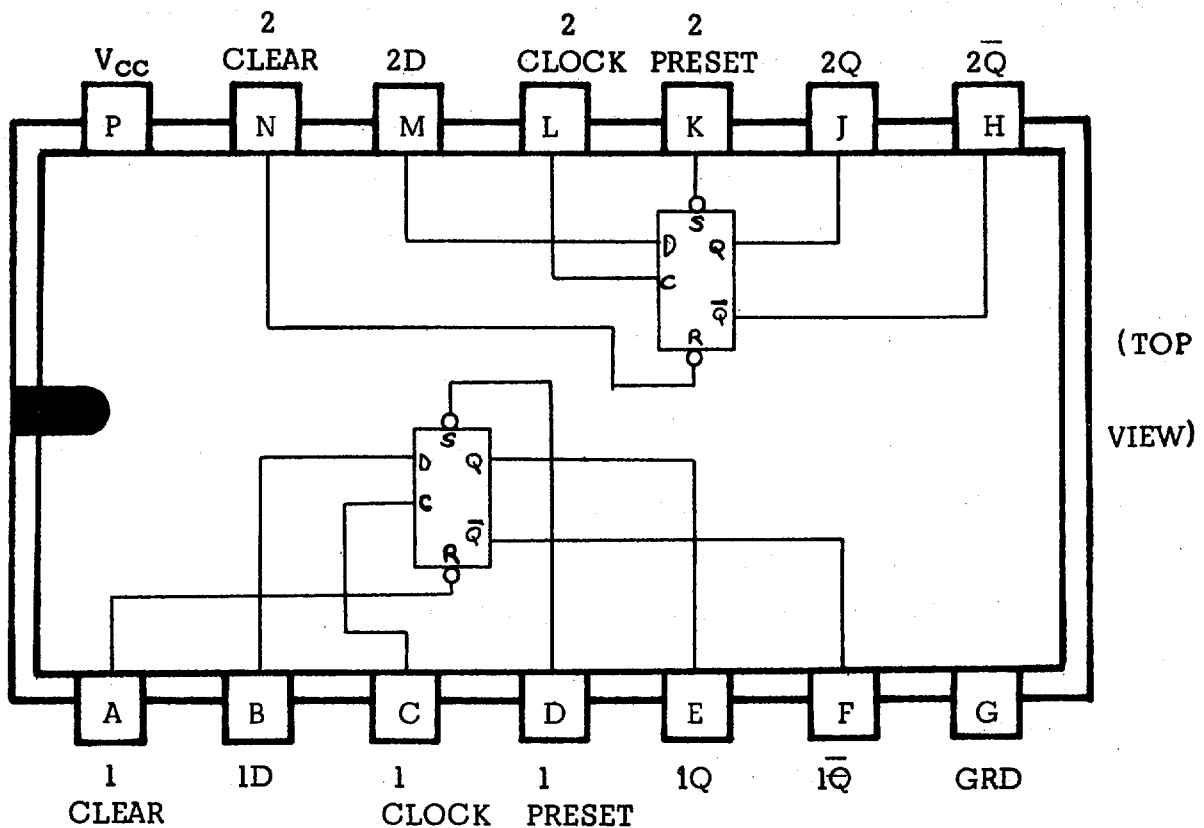 VCC
2 CLEAR
2D
2 CLOCK
2 PRESET
2Q
2Q̅
P N M L K J H
S
D Q
C
Q̅
R
(TOP
VIEW)
S
D Q
C
Q̅
R
A B C D E F G
1 CLEAR
1D
1 CLOCK
1 PRESET
1Q
1Q̅
GRD